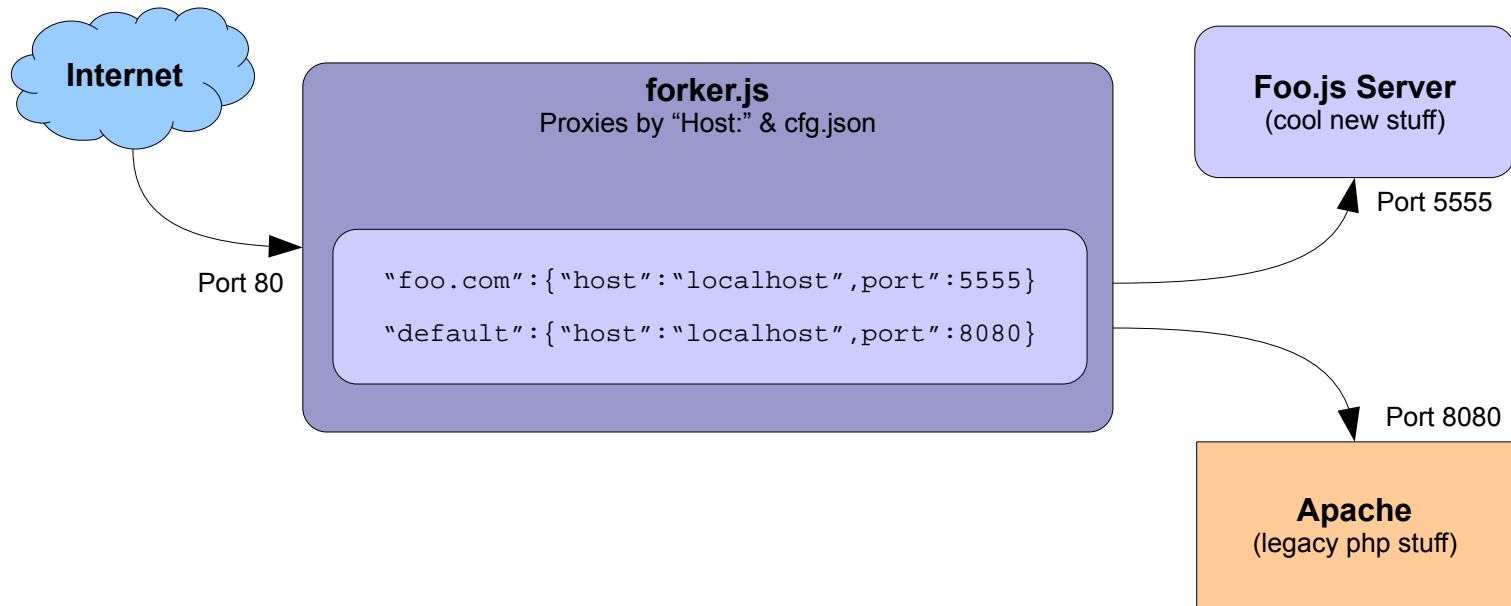 Internet
forker.js
Proxies by “Host:” & cfg.json
Port 80
“foo.com”:{“host”:“localhost”,port”:5555}
“default”:{“host”:“localhost”,port”:8080}
Foo.js Server
(cool new stuff)
Port 5555
Port 8080
Apache
(legacy php stuff)